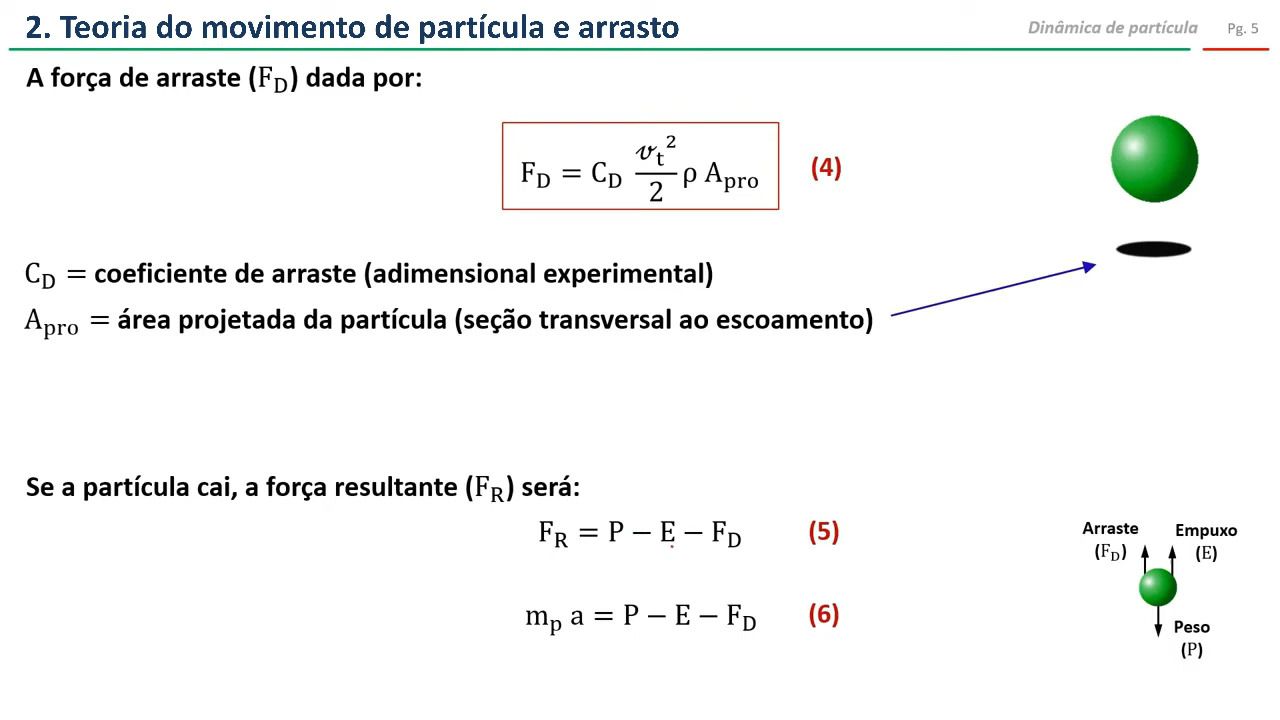 2. Teoria do movimento de partícula e arrasto
Dinâmica de partícula
Pg. 5
A força de arraste (F_D) dada por:
F_D = C_D v_t²/2 ρ A_pro (4)
C_D = coeficiente de arraste (adimensional experimental)
A_pro = área projetada da partícula (seção transversal ao escoamento)
Se a partícula cai, a força resultante (F_R) será:
F_R = P − E − F_D (5)
m_p a = P − E − F_D (6)
Arraste
(F_D)
Empuxo
(E)
Peso
(P)